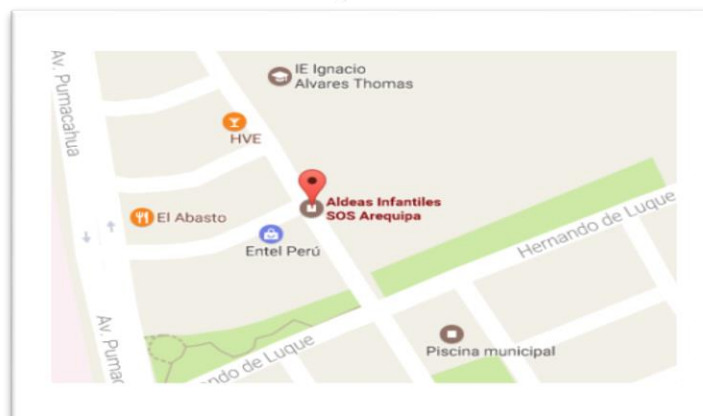 Av. Pumacahua
IE Ignacio
Alvares Thomas
HVE
Aldeas Infantiles
SOS Arequipa
El Abasto
Entel Perú
Hernando de Luque
Av. Pumac
Piscina municipal
ando de Luque